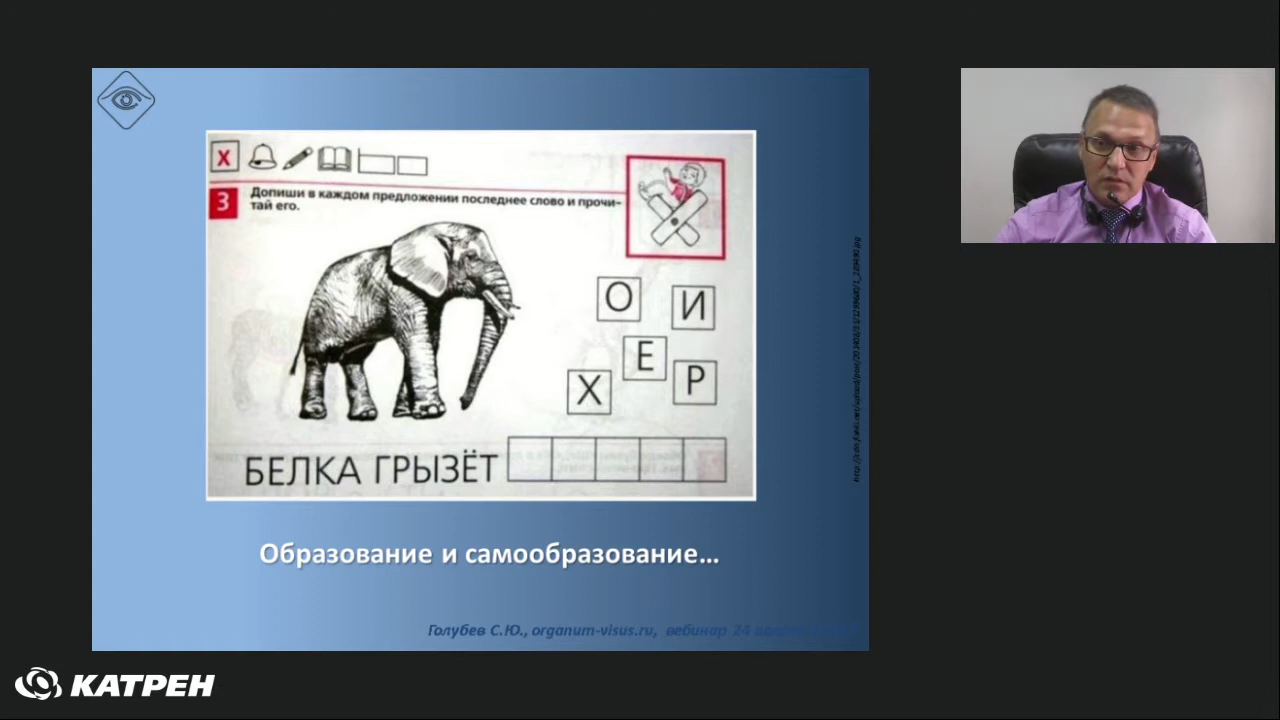 X
3
Допиши в каждом предложении последнее слово и прочи-
тай его.
О И
Е
Х Р
БЕЛКА ГРЫЗЁТ
Образование и самообразование...
Голубев С.Ю., organum-visus.ru, вебинар 24
КАТРЕН